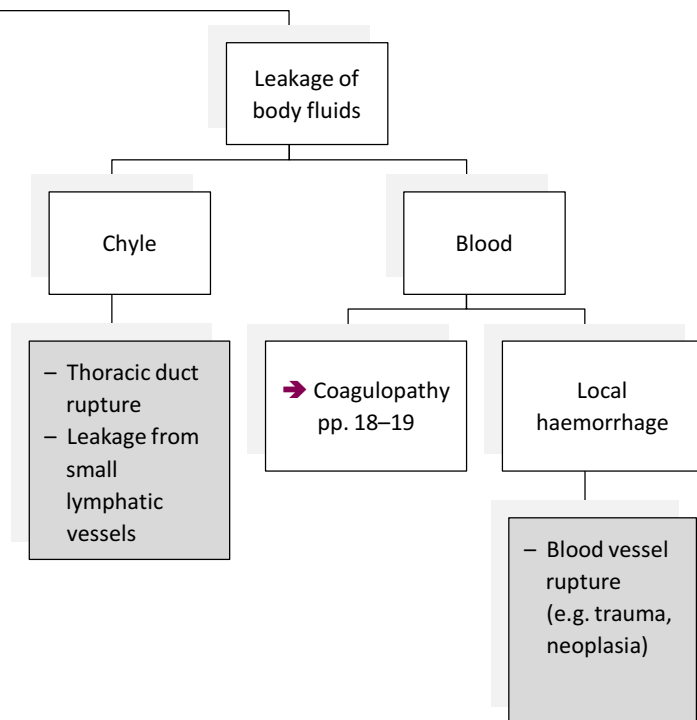 Leakage of
body fluids
Chyle
Blood
– Thoracic duct
rupture
– Leakage from
small
lymphatic
vessels
➔ Coagulopathy
pp. 18–19
Local
haemorrhage
– Blood vessel
rupture
(e.g. trauma,
neoplasia)